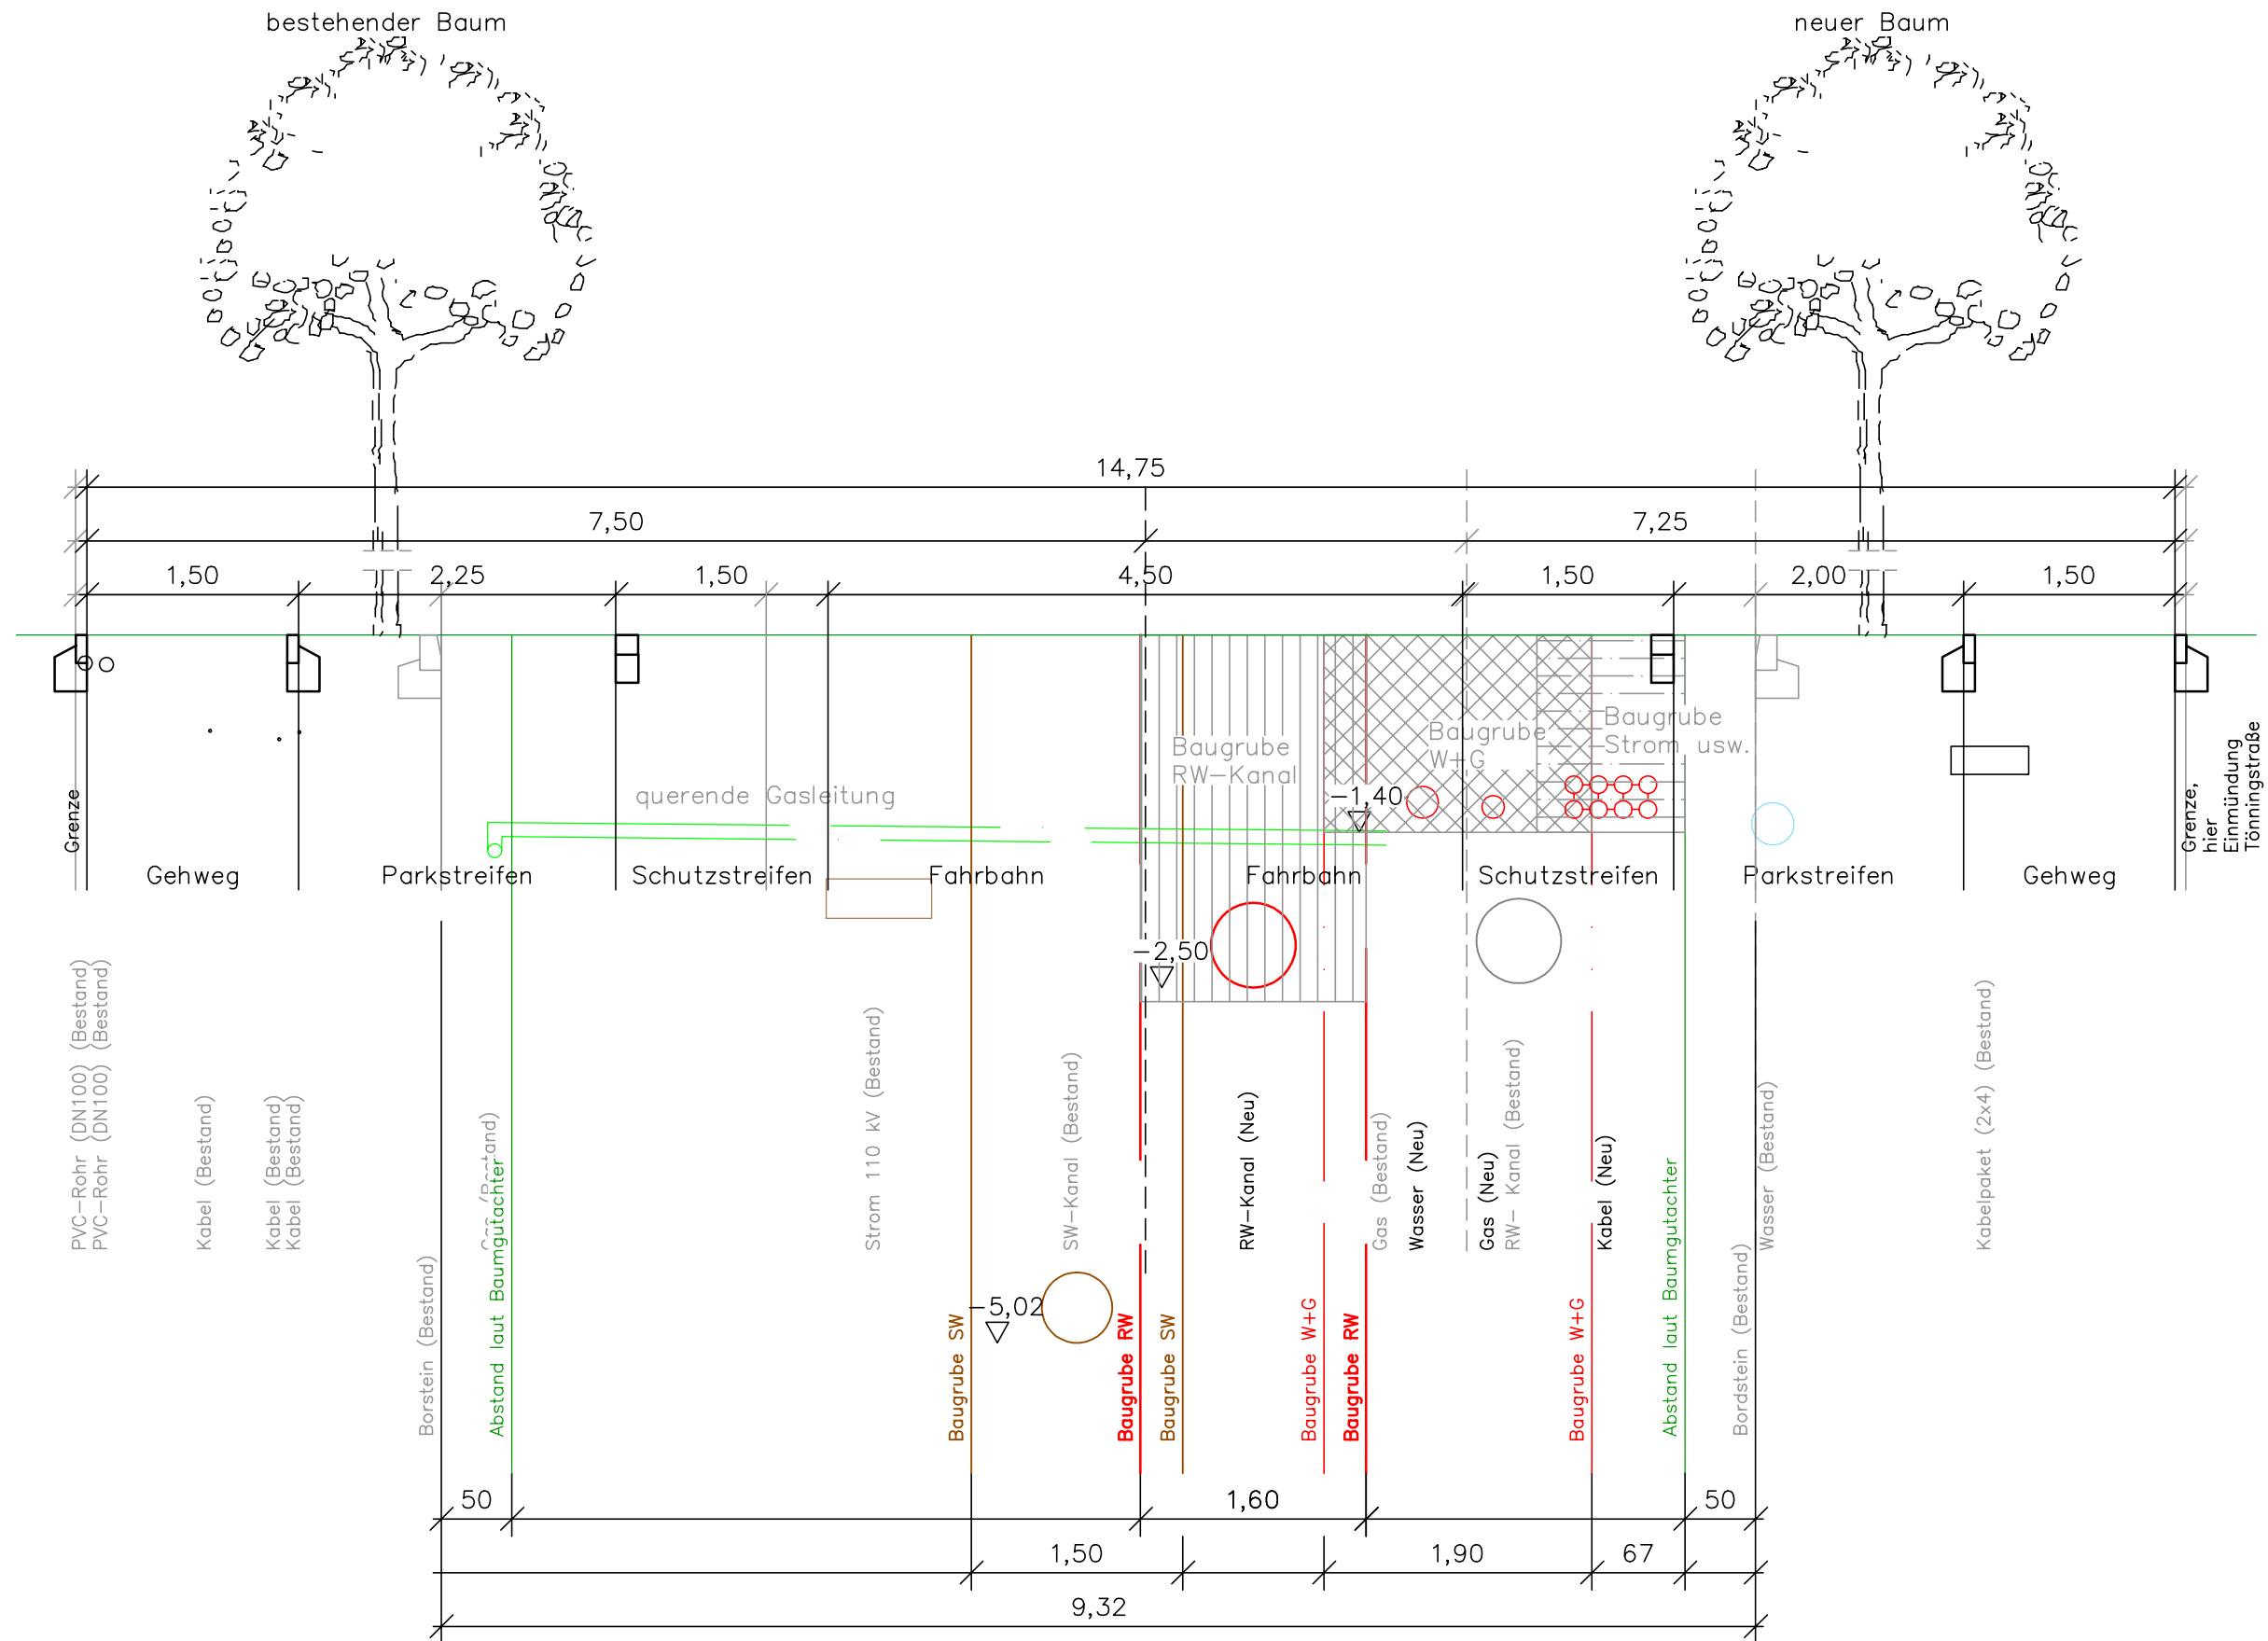 bestehender Baum
neuer Baum
14,75
7,50
7,25
1,50
2,25
1,50
4,50
1,50
2,00
1,50
Baugrube
RW-Kanal
Baugrube
W+G
Baugrube
Strom usw.
querende Gasleitung
-1,40
Grenze
Grenze,
hier
Einmündung
Tönningstraße
Gehweg
Parkstreifen
Schutzstreifen
Fahrbahn
Fahrbahn
Schutzstreifen
Parkstreifen
Gehweg
-2,50
PVC-Rohr (DN100) (Bestand)
PVC-Rohr (DN100) (Bestand)
Kabel (Bestand)
Kabel (Bestand)
Kabel (Bestand)
Gas (Bestand)
Strom 110 kV (Bestand)
SW-Kanal (Bestand)
RW-Kanal (Neu)
Gas (Bestand)
Wasser (Neu)
Gas (Neu)
RW- Kanal (Bestand)
Kabel (Neu)
Wasser (Bestand)
Kabelpaket (2x4) (Bestand)
-5,02
Borstein (Bestand)
Abstand laut Baumgutachter
Baugrube SW
Baugrube RW
Baugrube SW
Baugrube W+G
Baugrube RW
Baugrube W+G
Abstand laut Baumgutachter
Bordstein (Bestand)
50
1,60
50
1,50
1,90
67
9,32